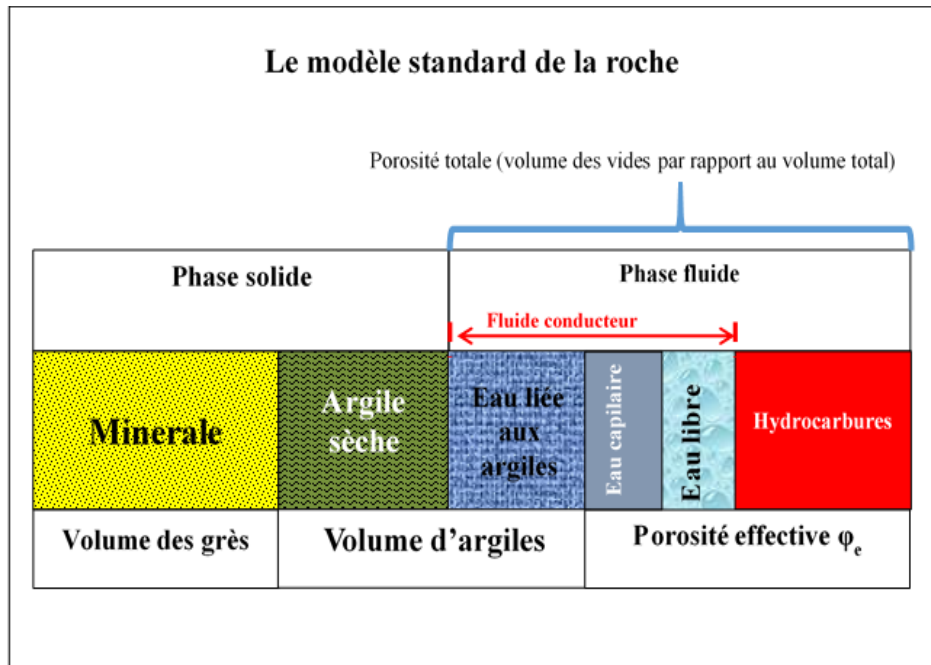 Le modèle standard de la roche
Porosité totale (volume des vides par rapport au volume total)
Phase solide
Phase fluide
Fluide conducteur
Minerale
Argile
sèche
Eau liée
aux
argiles
Eau capilaire
Eau libre
Hydrocarbures
Volume des grès
Volume d’argiles
Porosité effective φe